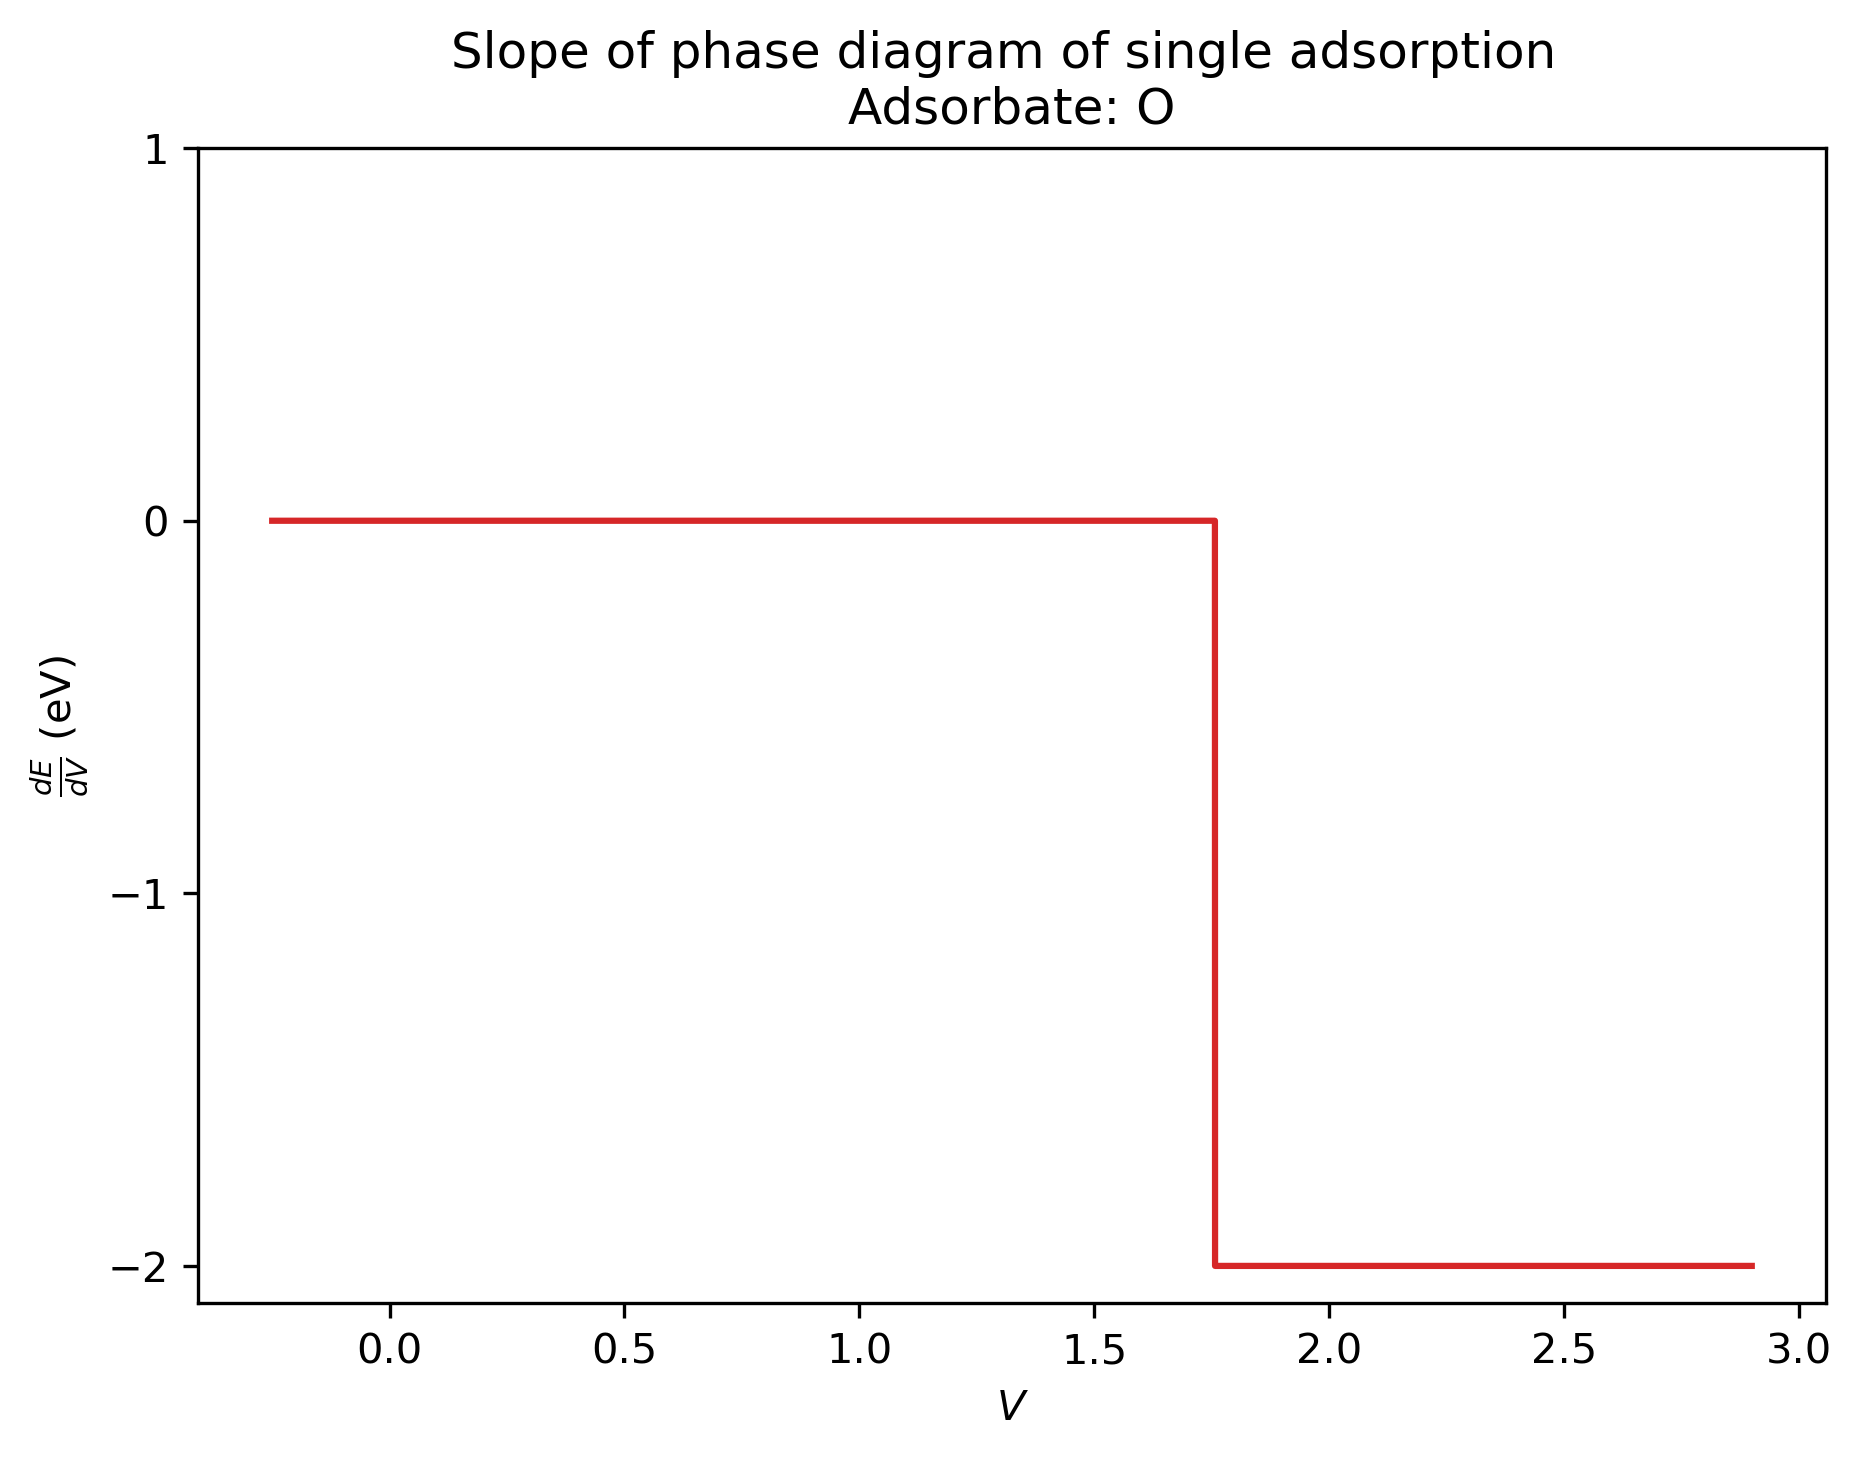 Slope of phase diagram of single adsorption
Adsorbate: O
1
0
−1
−2
dE/dV (eV)
0.0 0.5 1.0 1.5 2.0 2.5 3.0
V